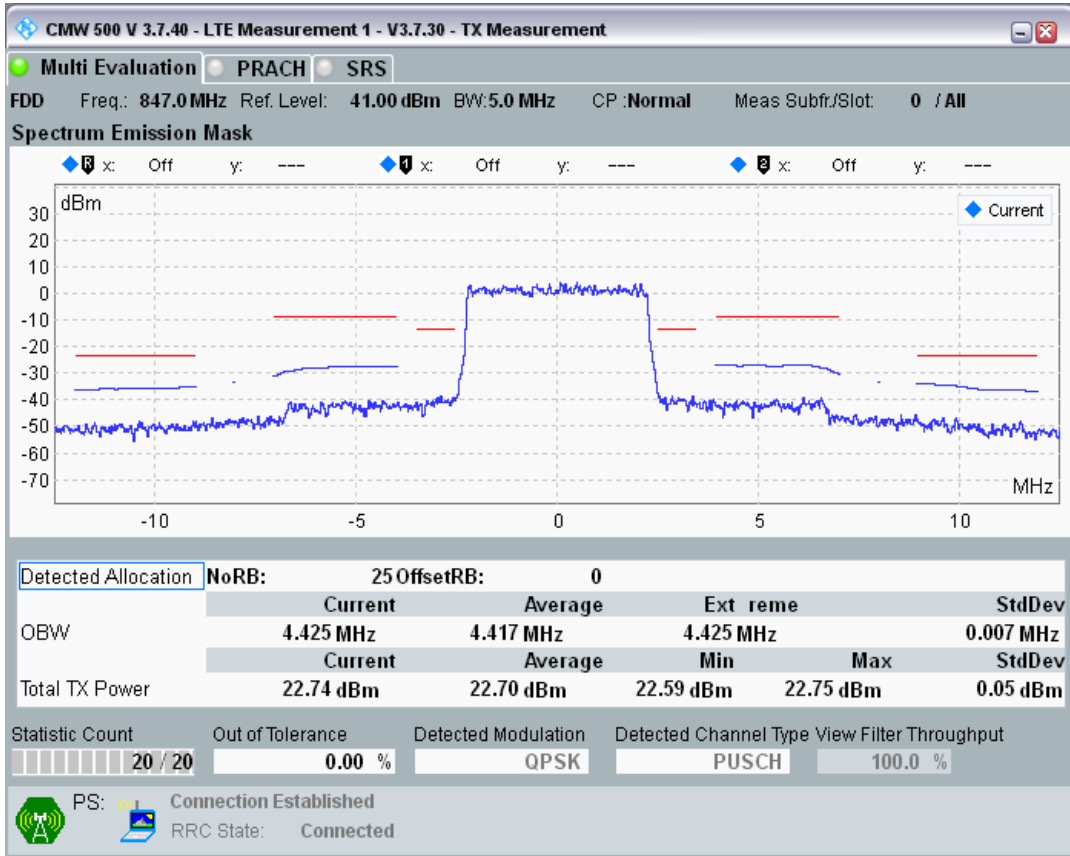 CMW 500 V 3.7.40 - LTE Measurement 1 - V3.7.30 - TX Measurement
Multi Evaluation PRACH SRS
FDD Freq.: 847.0 MHz Ref. Level: 41.00 dBm BW: 5.0 MHz CP : Normal Meas Subfr./Slot: 0 / All
Spectrum Emission Mask
R x: Off y: --- 1 x: Off y: --- 2 x: Off y: ---
dBm
Current
30
20
10
0
-10
-20
-30
-40
-50
-60
-70
MHz
-10 -5 0 5 10
Detected Allocation NoRB: 25 OffsetRB: 0
Current Average Ext reme StdDev
OBW 4.425 MHz 4.417 MHz 4.425 MHz 0.007 MHz
Current Average Min Max StdDev
Total TX Power 22.74 dBm 22.70 dBm 22.59 dBm 22.75 dBm 0.05 dBm
Statistic Count Out of Tolerance Detected Modulation Detected Channel Type View Filter Throughput
20 / 20 0.00 % QPSK PUSCH 100.0 %
PS: Connection Established
RRC State: Connected